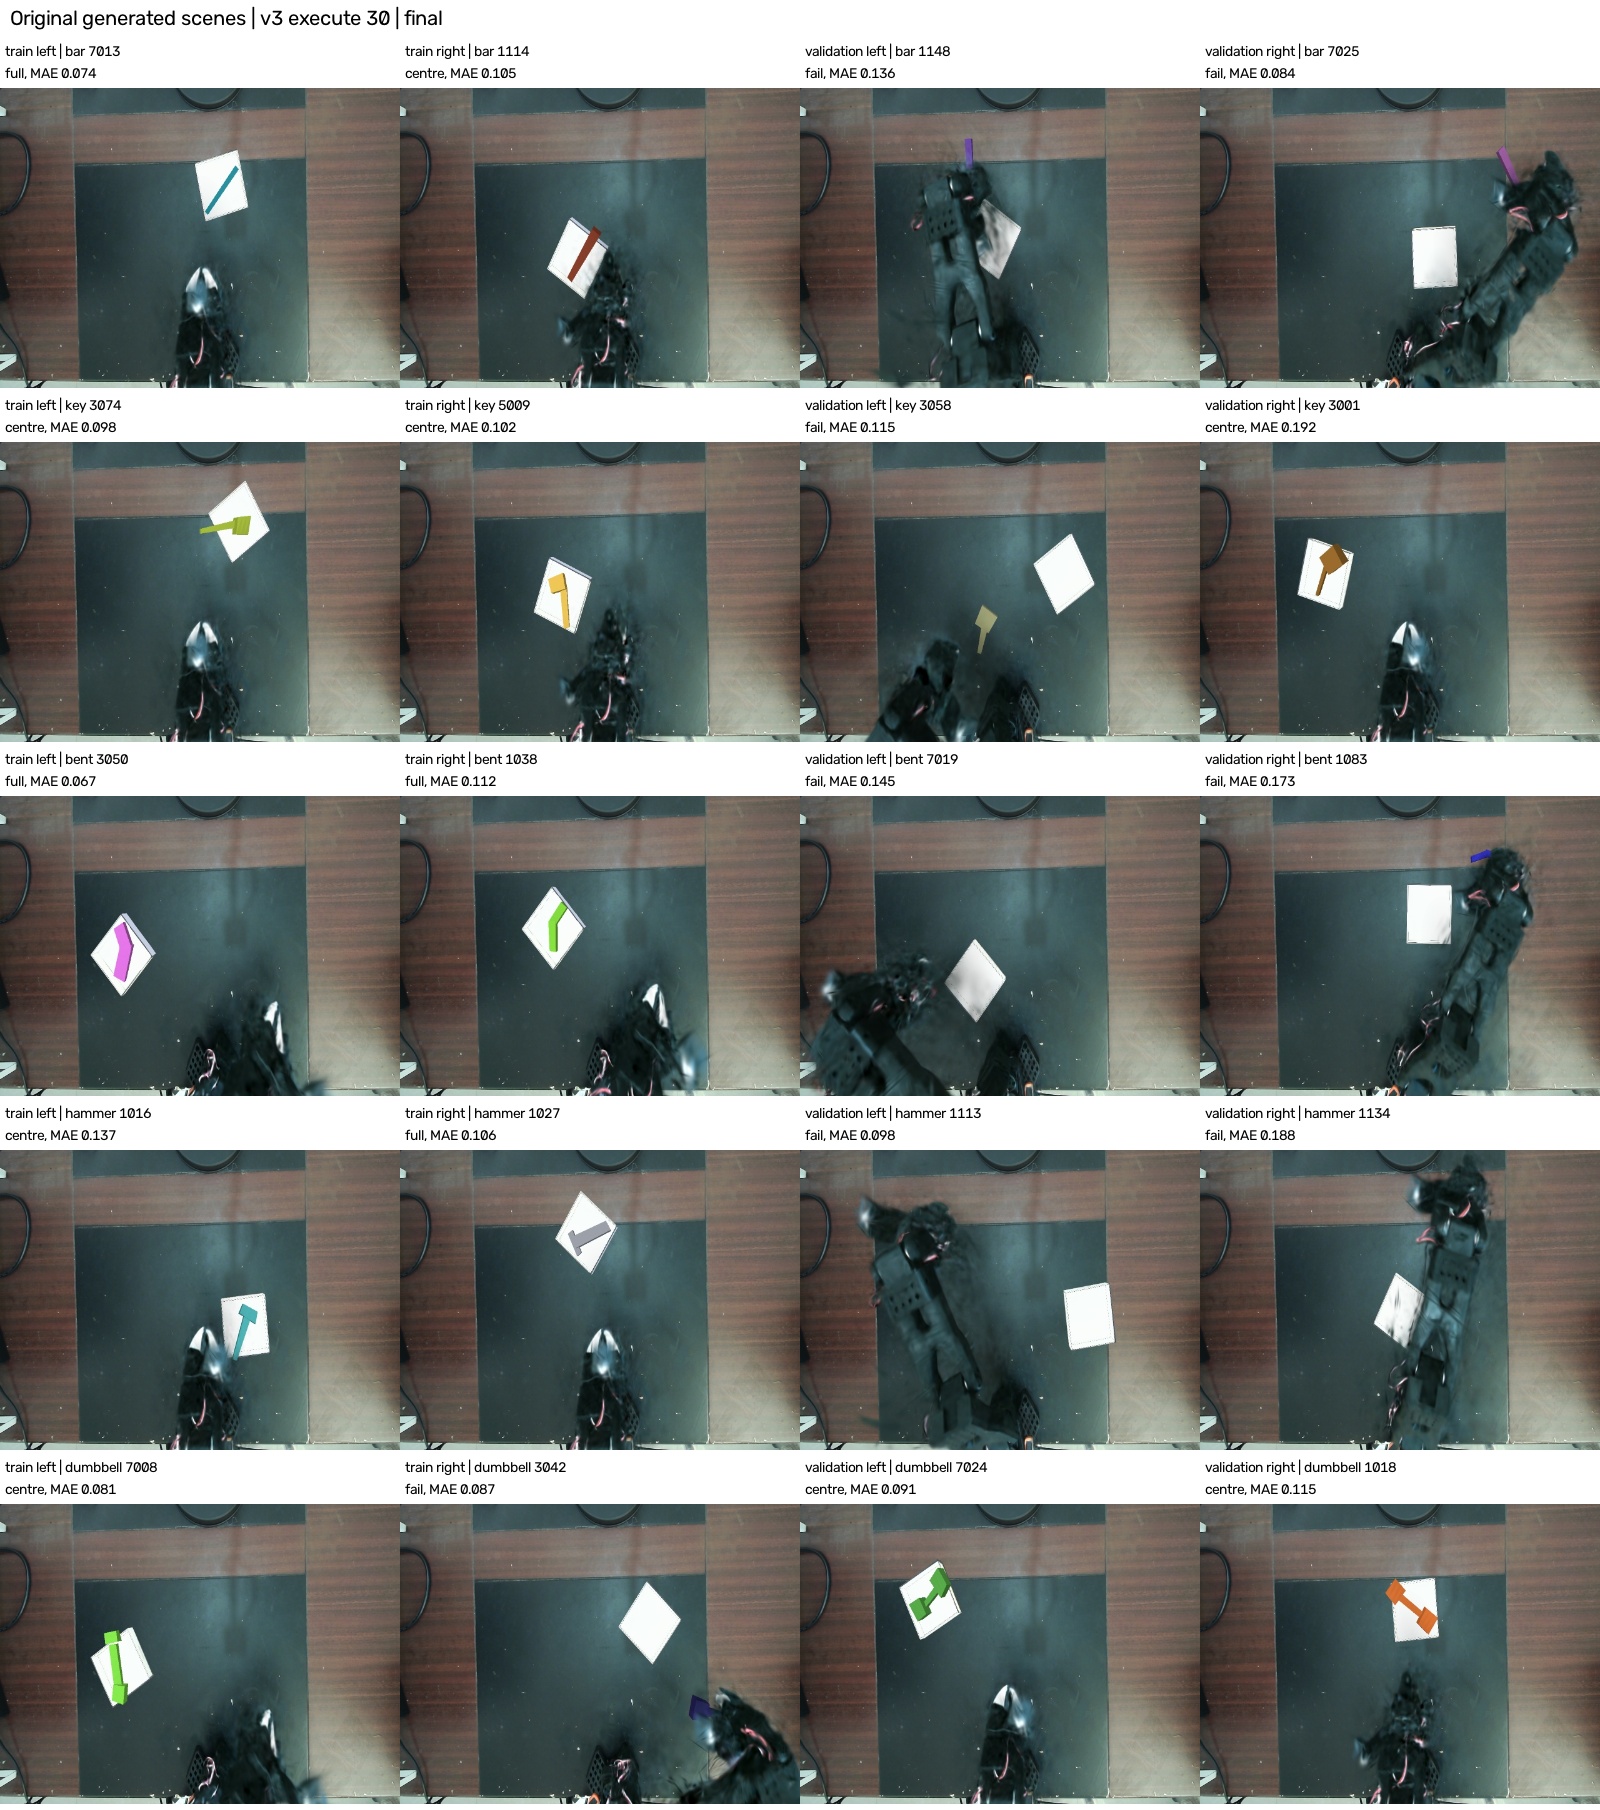 Original generated scenes | v3 execute 30 | final
train left | bar 7013
full, MAE 0.074
train right | bar 1114
centre, MAE 0.105
validation left | bar 1148
fail, MAE 0.136
validation right | bar 7025
fail, MAE 0.084
train left | key 3074
centre, MAE 0.098
train right | key 5009
centre, MAE 0.102
validation left | key 3058
fail, MAE 0.115
validation right | key 3001
centre, MAE 0.192
train left | bent 3050
full, MAE 0.067
train right | bent 1038
full, MAE 0.112
validation left | bent 7019
fail, MAE 0.145
validation right | bent 1083
fail, MAE 0.173
train left | hammer 1016
centre, MAE 0.137
train right | hammer 1027
full, MAE 0.106
validation left | hammer 1113
fail, MAE 0.098
validation right | hammer 1134
fail, MAE 0.188
train left | dumbbell 7008
centre, MAE 0.081
train right | dumbbell 3042
fail, MAE 0.087
validation left | dumbbell 7024
centre, MAE 0.091
validation right | dumbbell 1018
centre, MAE 0.115